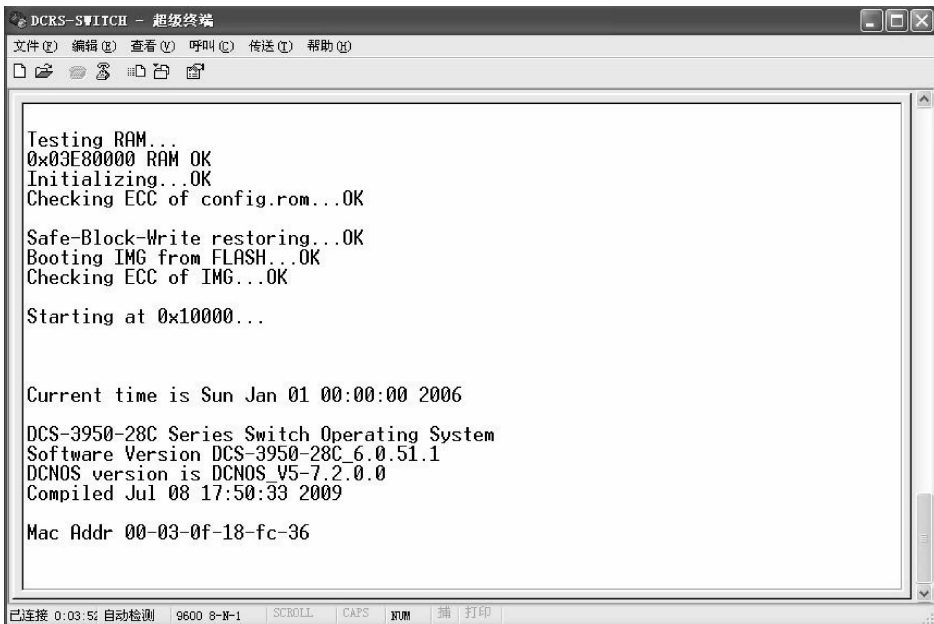 DCRS-SWITCH - 超级终端
文件(F) 编辑(E) 查看(V) 呼叫(C) 传送(T) 帮助(H)
Testing RAM...
0x03E80000 RAM OK
Initializing...OK
Checking ECC of config.rom...OK
Safe-Block-Write restoring...OK
Booting IMG from FLASH...OK
Checking ECC of IMG...OK
Starting at 0x10000...
Current time is Sun Jan 01 00:00:00 2006
DCS-3950-28C Series Switch Operating System
Software Version DCS-3950-28C_6.0.51.1
DCNOS version is DCNOS_V5-7.2.0.0
Compiled Jul 08 17:50:33 2009
Mac Addr 00-03-0f-18-fc-36
已连接 0:03:52 自动检测 9600 8-N-1 SCROLL CAPS NUM 捕 打印